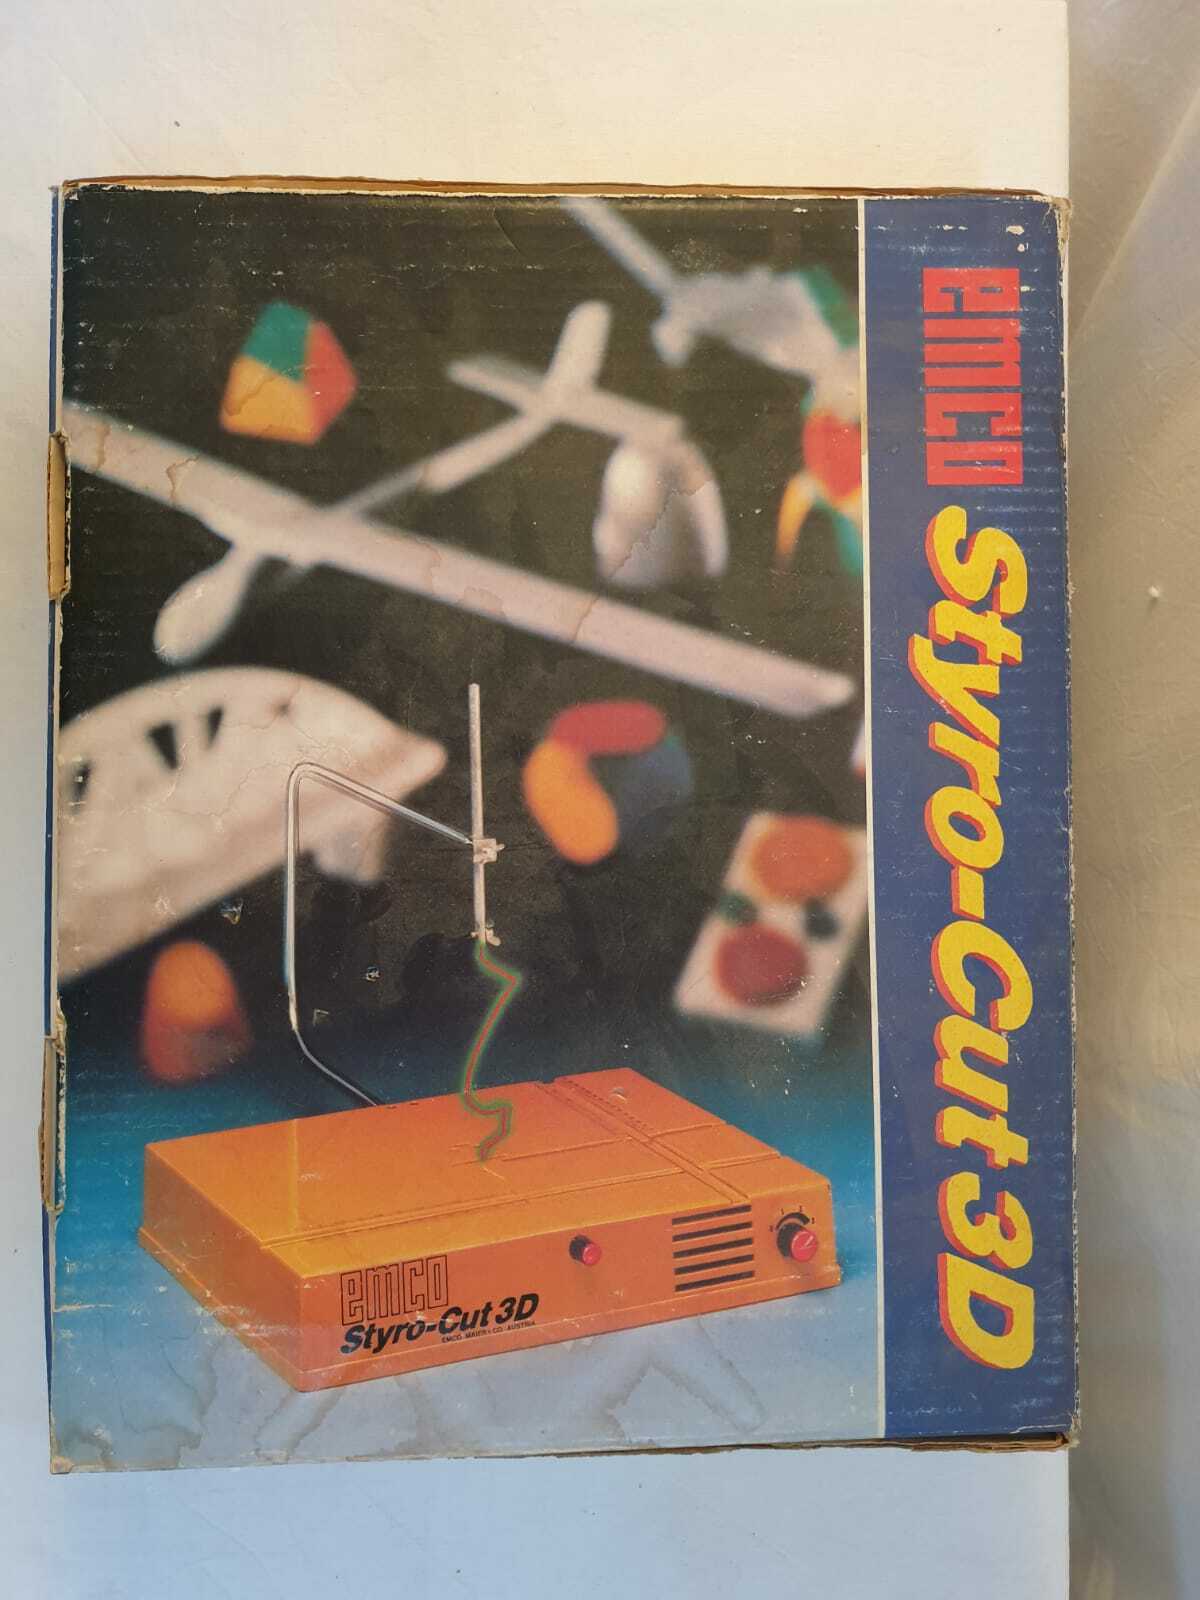 emco Styro-Cut 3D
emco
Styro-Cut 3D
EMCO MAIER+CO. AUSTRIA